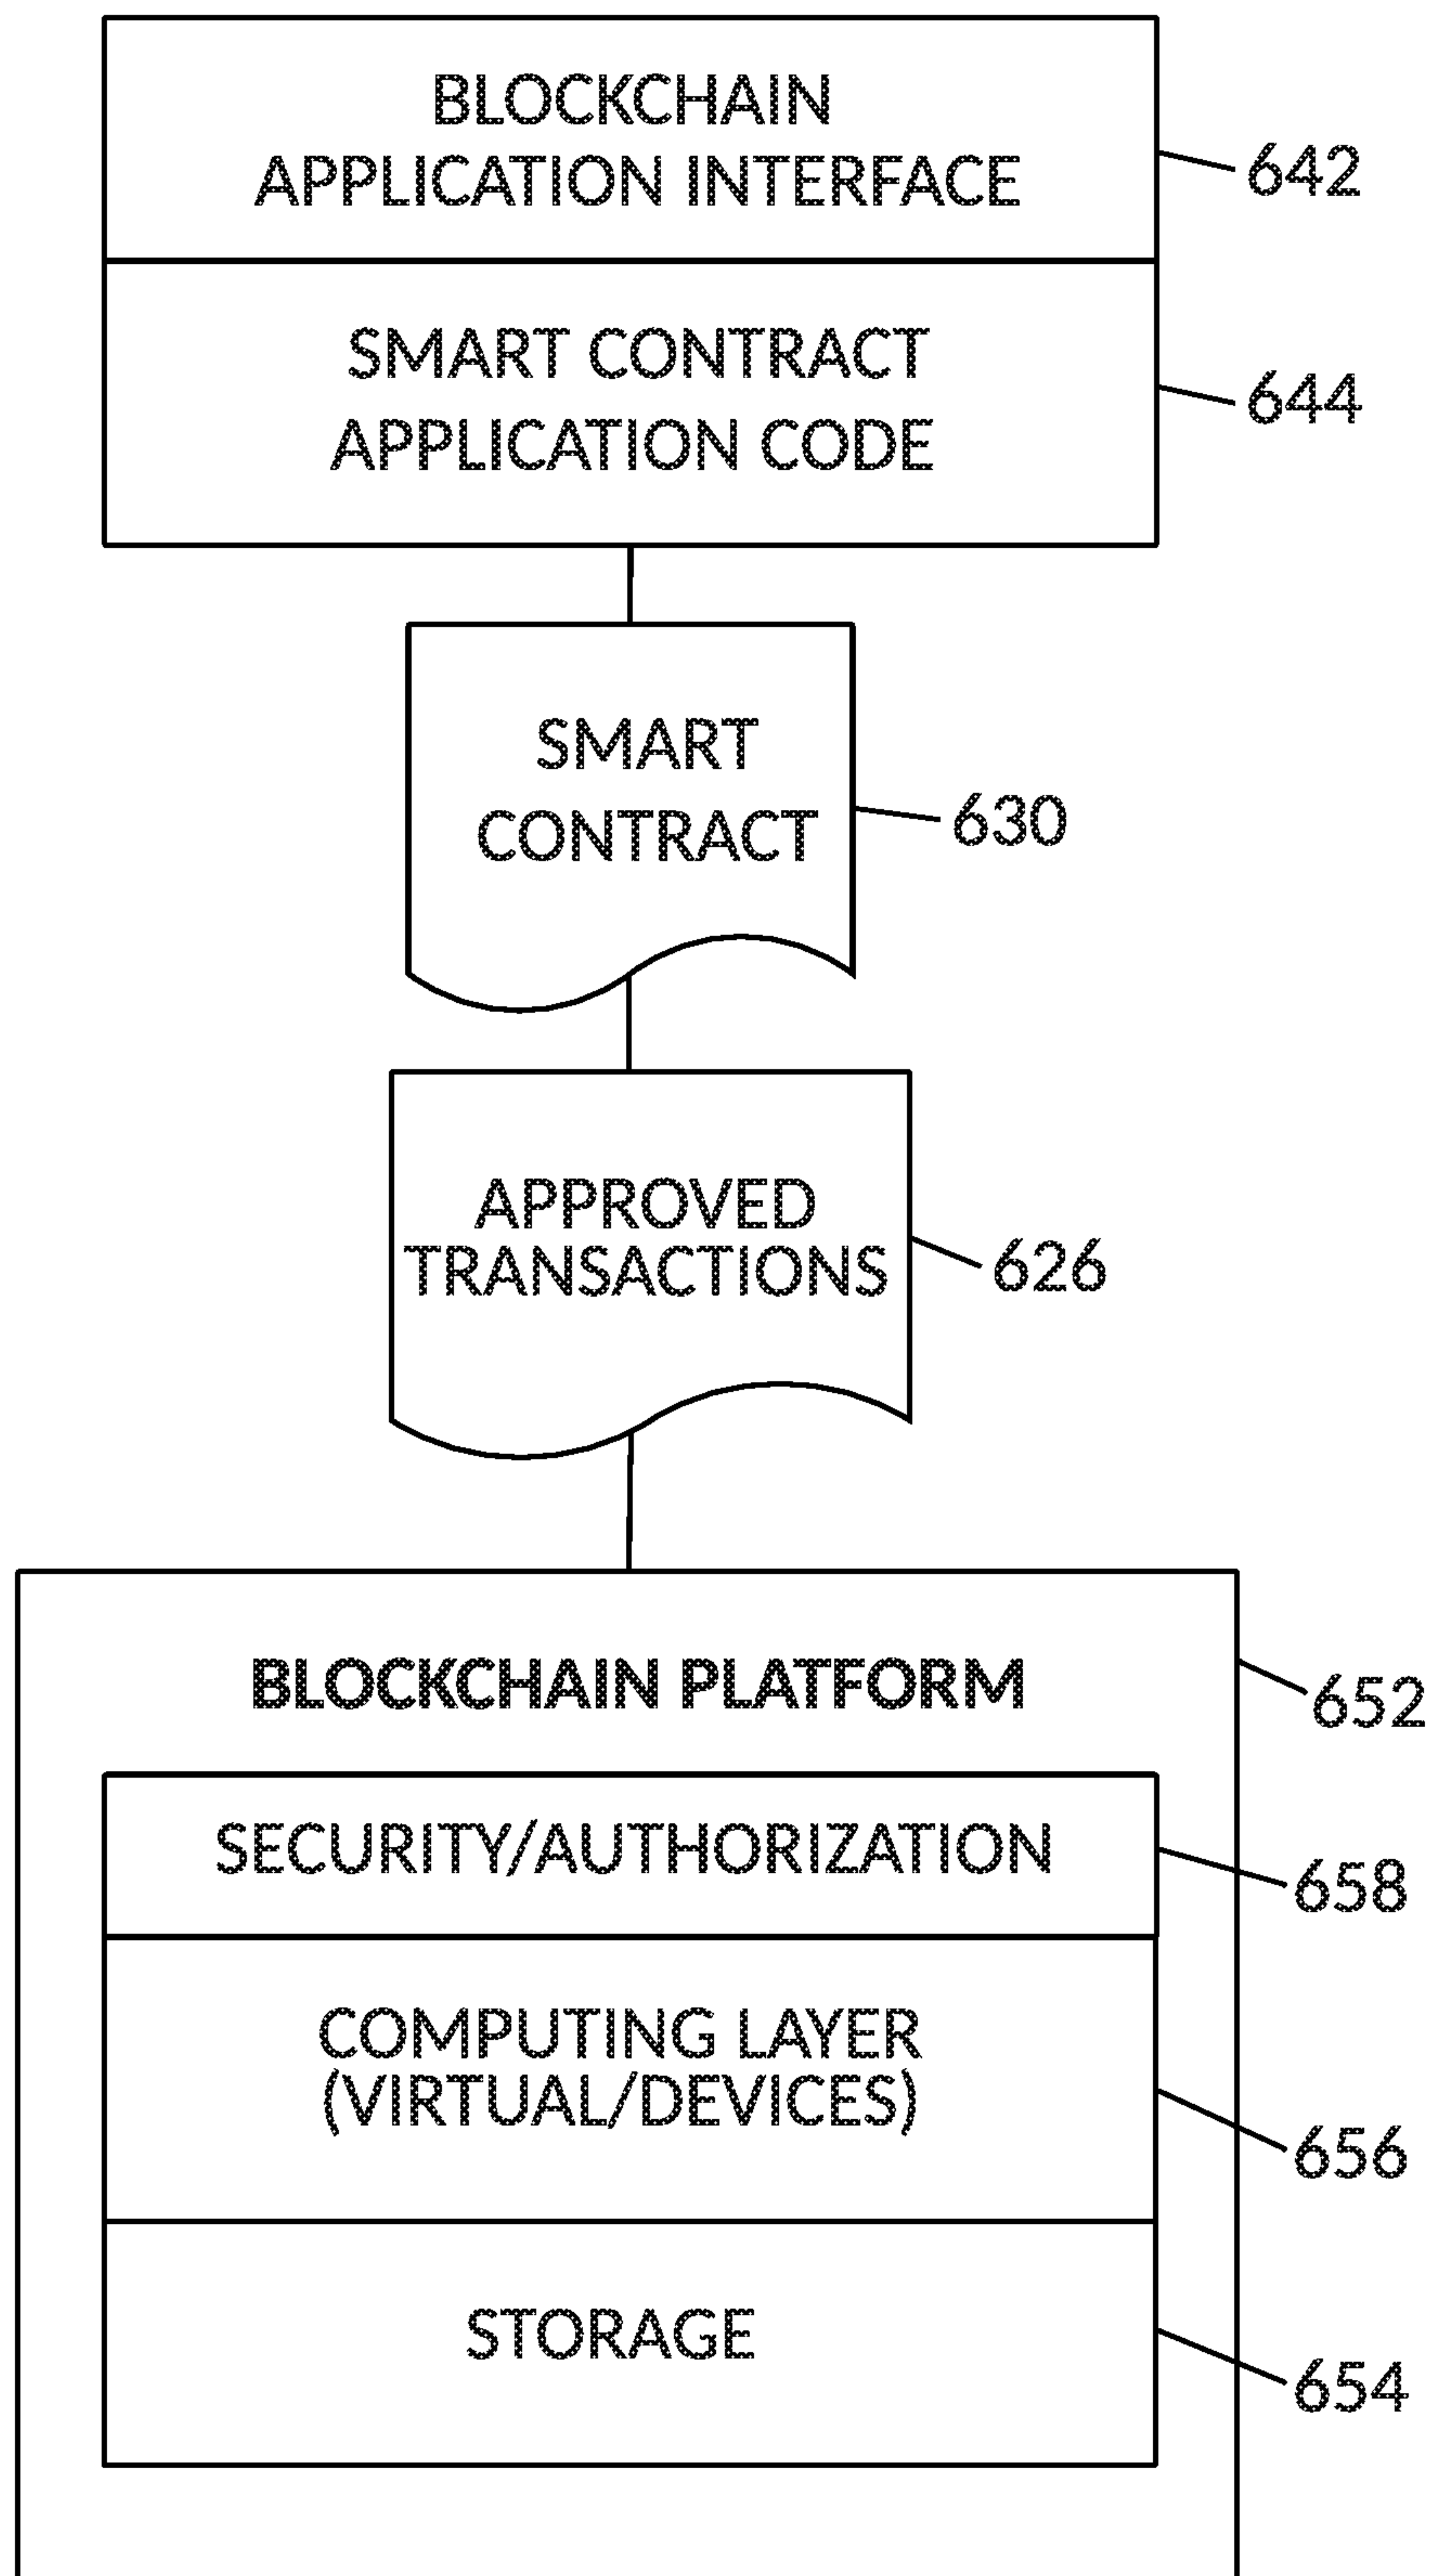 BLOCKCHAIN
APPLICATION INTERFACE
642
SMART CONTRACT
APPLICATION CODE
644
SMART
CONTRACT
630
APPROVED
TRANSACTIONS
626
BLOCKCHAIN PLATFORM
652
SECURITY/AUTHORIZATION
658
COMPUTING LAYER
(VIRTUAL/DEVICES)
656
STORAGE
654